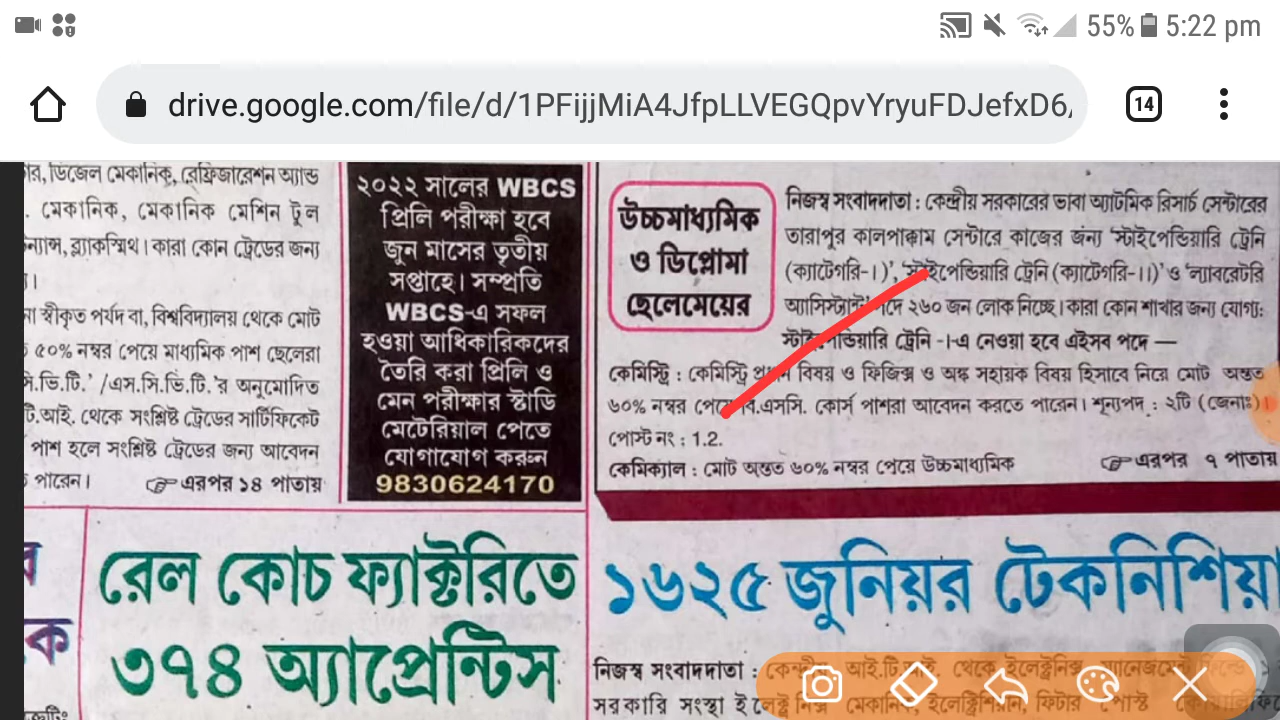 55% 5:22 pm
drive.google.com/file/d/1PFijjMiA4JfpLLVEGQpvYryuFDJefxD6
14
ডিজেল মেকানিক, রেফ্রিজারেশন অ্যান্ড
. মেকানিক, মেকানিক মেশিন টুল
ব্ল্যাকস্মিথ। কারা কোন ট্রেডের জন্য
স্বীকৃত পর্ষদ বা, বিশ্ববিদ্যালয় থেকে মোট
৫০% নম্বর পেয়ে মাধ্যমিক পাশ ছেলেরা
সি.ভি.টি.' /এস.সি.ভি.টি.'র অনুমোদিত
টি.আই. থেকে সংশ্লিষ্ট ট্রেডের সার্টিফিকেট
পাশ হলে সংশ্লিষ্ট ট্রেডের জন্য আবেদন
পারেন। এরপর ১৪ পাতায়
২০২২ সালের WBCS
প্রিলি পরীক্ষা হবে
জুন মাসের তৃতীয়
সপ্তাহে। সম্প্রতি
WBCS-এ সফল
হওয়া আধিকারিকদের
তৈরি করা প্রিলি ও
মেন পরীক্ষার স্টাডি
মেটেরিয়াল পেতে
যোগাযোগ করুন
9830624170
উচ্চমাধ্যমিক
ও ডিপ্লোমা
ছেলেমেয়ের
নিজস্ব সংবাদদাতা : কেন্দ্রীয় সরকারের ভাবা অ্যাটমিক রিসার্চ সেন্টারের
তারাপুর কালপাক্কাম সেন্টারে কাজের জন্য 'স্টাইপেন্ডিয়ারি ট্রেনি
(ক্যাটেগরি-।)', 'স্টাইপেন্ডিয়ারি ট্রেনি (ক্যাটেগরি-।।)' ও 'ল্যাবরেটরি
অ্যাসিস্ট্যান্ট' পদে ২৬০ জন লোক নিচ্ছে। কারা কোন শাখার জন্য যোগ্য:
স্টাইপেন্ডিয়ারি ট্রেনি -।-এ নেওয়া হবে এইসব পদে —
কেমিস্ট্রি : কেমিস্ট্রি প্রধান বিষয় ও ফিজিক্স ও অঙ্ক সহায়ক বিষয় হিসাবে নিয়ে মোট অন্তত
৬০% নম্বর পেয়ে বি.এসসি. কোর্স পাশরা আবেদন করতে পারেন। শূন্যপদ : ২টি (জেনাঃ)।
পোস্ট নং : 1.2.
কেমিক্যাল : মোট অন্তত ৬০% নম্বর পেয়ে উচ্চমাধ্যমিক এরপর ৭ পাতায়
রেল কোচ ফ্যাক্টরিতে
৩৭৪ অ্যাপ্রেন্টিস
১৬২৫ জুনিয়র টেকনিশিয়া
নিজস্ব সংবাদদাতা : আই.টি.আই. থেকে ইলেক্ট্রনিক্স
সরকারি সংস্থা মেকানিক, ইলেক্ট্রিশিয়ান, ফিটার